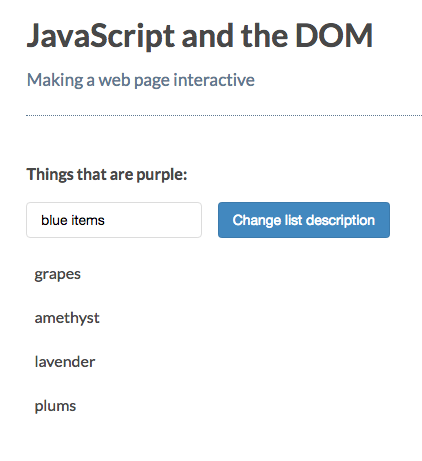 JavaScript and the DOM
Making a web page interactive
Things that are purple:
blue items
Change list description
grapes
amethyst
lavender
plums